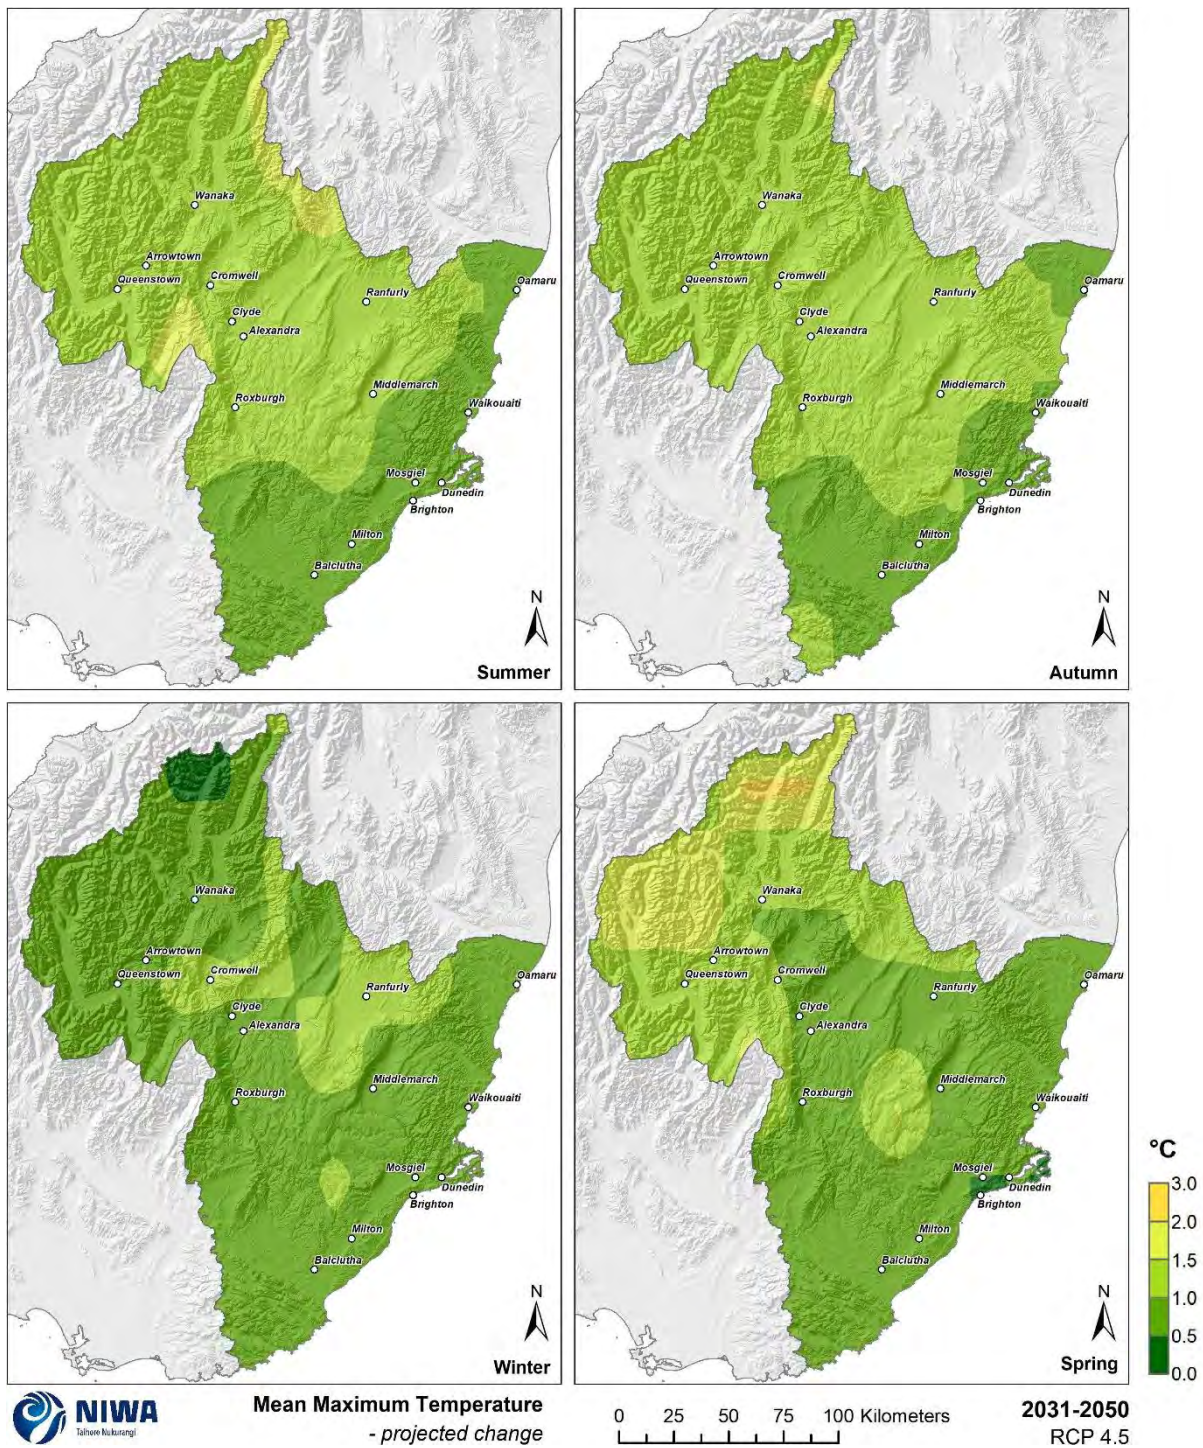 Wanaka
Arrowtown
Queenstown
Cromwell
Clyde
Alexandra
Ranfurly
Oamaru
Roxburgh
Middlemarch
Waikouaiti
Mosgiel
Dunedin
Brighton
Milton
Balclutha
N
Summer
Wanaka
Arrowtown
Queenstown
Cromwell
Clyde
Alexandra
Ranfurly
Oamaru
Roxburgh
Middlemarch
Waikouaiti
Mosgiel
Dunedin
Brighton
Milton
Balclutha
N
Autumn
Wanaka
Arrowtown
Queenstown
Cromwell
Clyde
Alexandra
Ranfurly
Oamaru
Roxburgh
Middlemarch
Waikouaiti
Mosgiel
Dunedin
Brighton
Milton
Balclutha
N
Winter
Wanaka
Arrowtown
Queenstown
Cromwell
Clyde
Alexandra
Ranfurly
Oamaru
Roxburgh
Middlemarch
Waikouaiti
Mosgiel
Dunedin
Brighton
Milton
Balclutha
N
Spring
°C
3.0
2.0
1.5
1.0
0.5
0.0
NIWA
Taihoro Nukurangi
Mean Maximum Temperature
- projected change
0 25 50 75 100 Kilometers
2031-2050
RCP 4.5